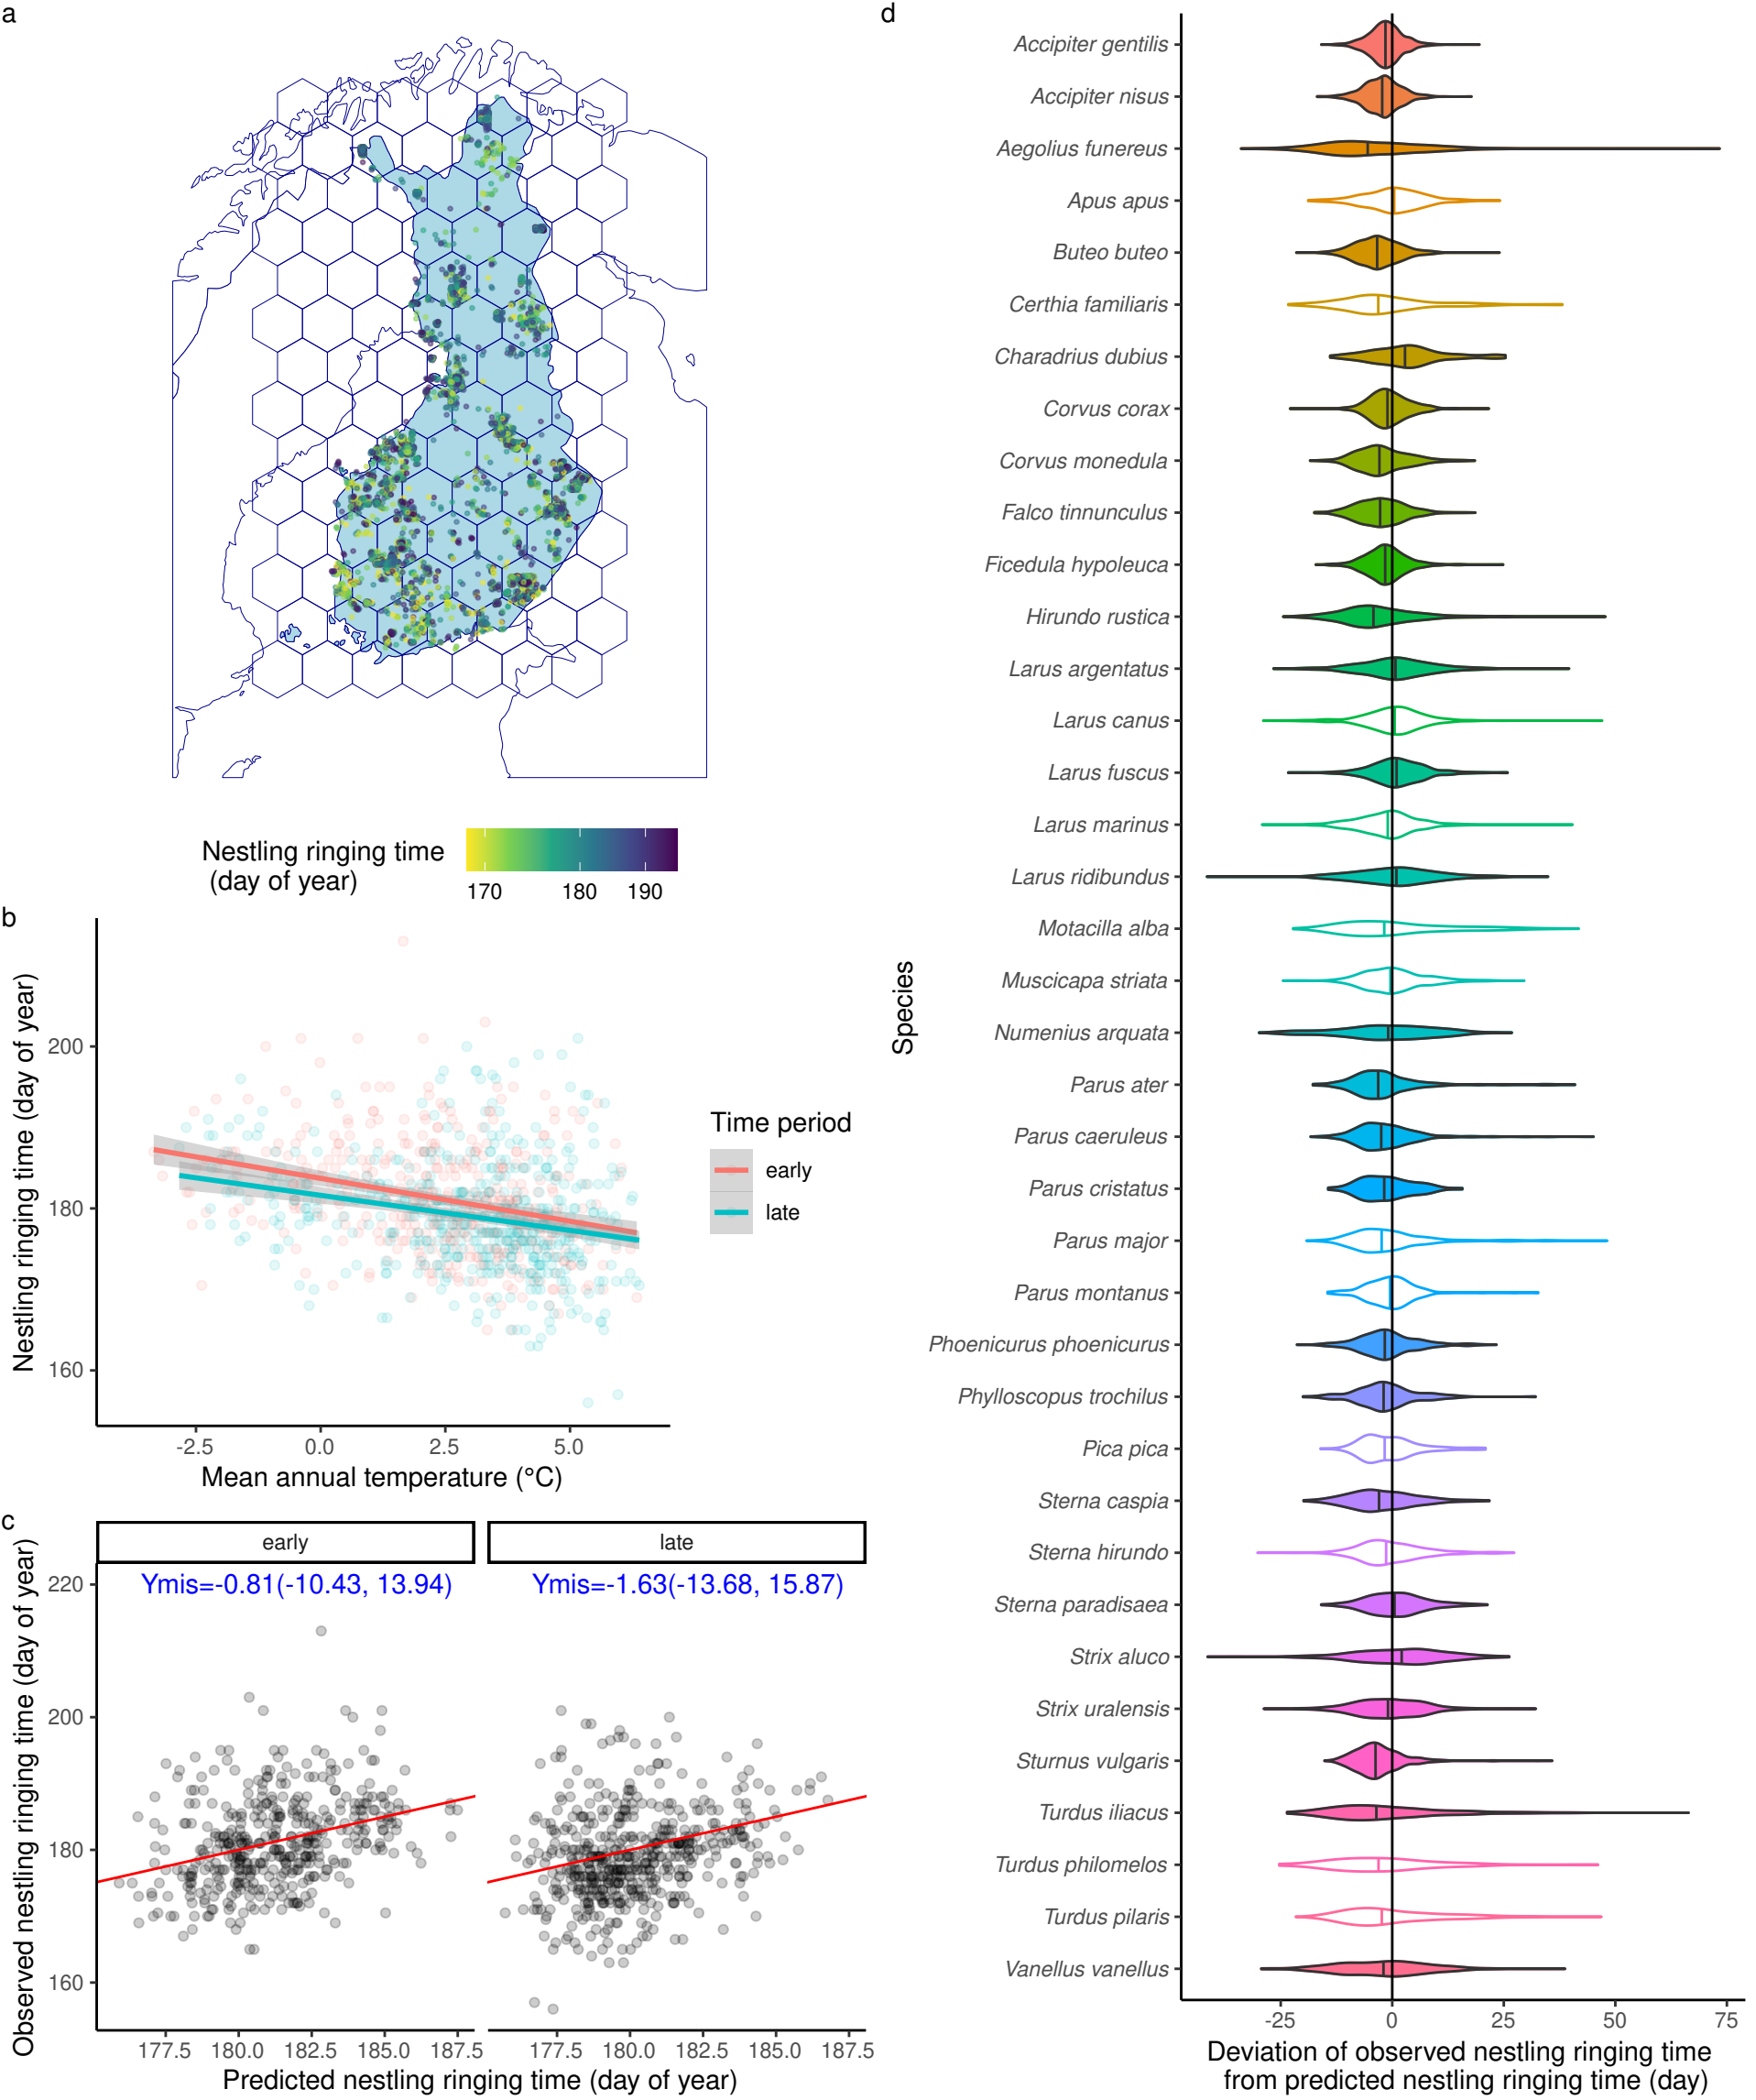 a
Nestling ringing time
(day of year)
170 180 190
b
Nestling ringing time (day of year)
200
180
160
-2.5 0.0 2.5 5.0
Mean annual temperature (°C)
Time period
early
late
c
early late
Ymis=-0.81(-10.43, 13.94) Ymis=-1.63(-13.68, 15.87)
Observed nestling ringing time (day of year)
220
200
180
160
177.5 180.0 182.5 185.0 187.5 177.5 180.0 182.5 185.0 187.5
Predicted nestling ringing time (day of year)
d
Species
Accipiter gentilis
Accipiter nisus
Aegolius funereus
Apus apus
Buteo buteo
Certhia familiaris
Charadrius dubius
Corvus corax
Corvus monedula
Falco tinnunculus
Ficedula hypoleuca
Hirundo rustica
Larus argentatus
Larus canus
Larus fuscus
Larus marinus
Larus ridibundus
Motacilla alba
Muscicapa striata
Numenius arquata
Parus ater
Parus caeruleus
Parus cristatus
Parus major
Parus montanus
Phoenicurus phoenicurus
Phylloscopus trochilus
Pica pica
Sterna caspia
Sterna hirundo
Sterna paradisaea
Strix aluco
Strix uralensis
Sturnus vulgaris
Turdus iliacus
Turdus philomelos
Turdus pilaris
Vanellus vanellus
-25 0 25 50 75
Deviation of observed nestling ringing time
from predicted nestling ringing time (day)